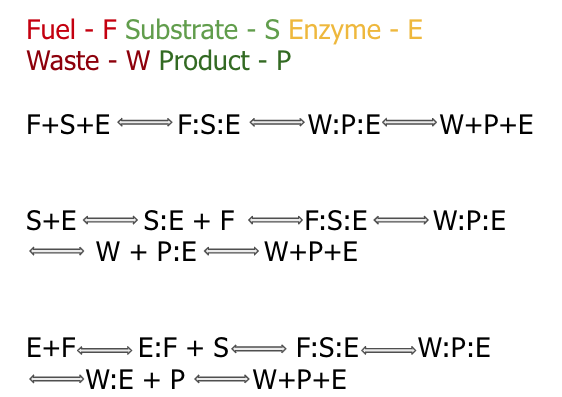 Fuel - F Substrate - S Enzyme - E
Waste - W Product - P
F+S+E ⟺ F:S:E ⟺ W:P:E ⟺ W+P+E
S+E ⟺ S:E + F ⟺ F:S:E ⟺ W:P:E
⟺ W + P:E ⟺ W+P+E
E+F ⟺ E:F + S ⟺ F:S:E ⟺ W:P:E
⟺ W:E + P ⟺ W+P+E